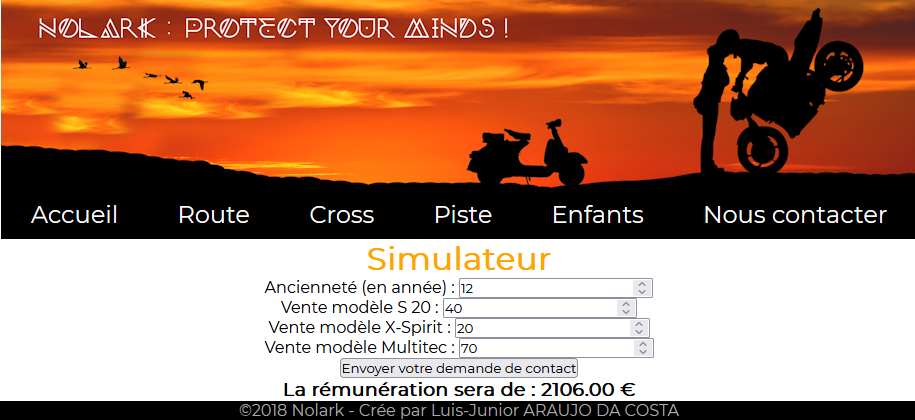 NOLARK : PROTECT YOUR MINDS !
Accueil Route Cross Piste Enfants Nous contacter
Simulateur
Ancienneté (en année) : 12
Vente modèle S 20 : 40
Vente modèle X-Spirit : 20
Vente modèle Multitec : 70
Envoyer votre demande de contact
La rémunération sera de : 2106.00 €
©2018 Nolark - Crée par Luis-Junior ARAUJO DA COSTA